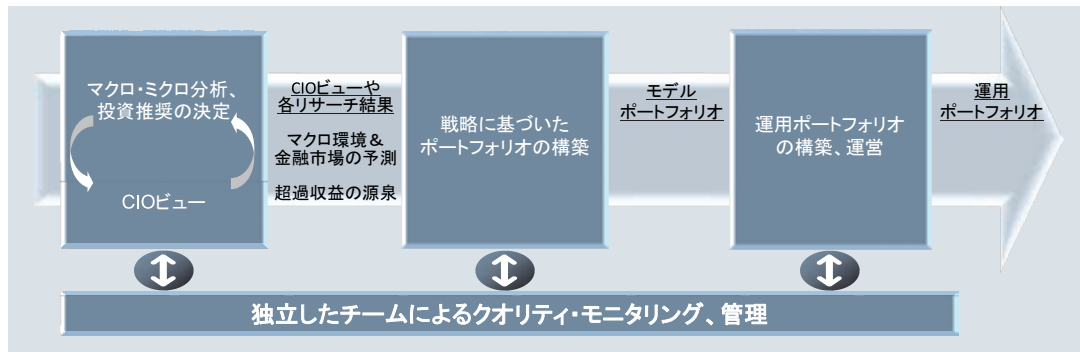 マクロ・ミクロ分析、
投資推奨の決定
CIOビュー
CIOビューや
各リサーチ結果
マクロ環境＆
金融市場の予測
超過収益の源泉
戦略に基づいた
ポートフォリオの構築
モデル
ポートフォリオ
運用ポートフォリオ
の構築、運営
運用
ポートフォリオ
独立したチームによるクオリティ・モニタリング、管理